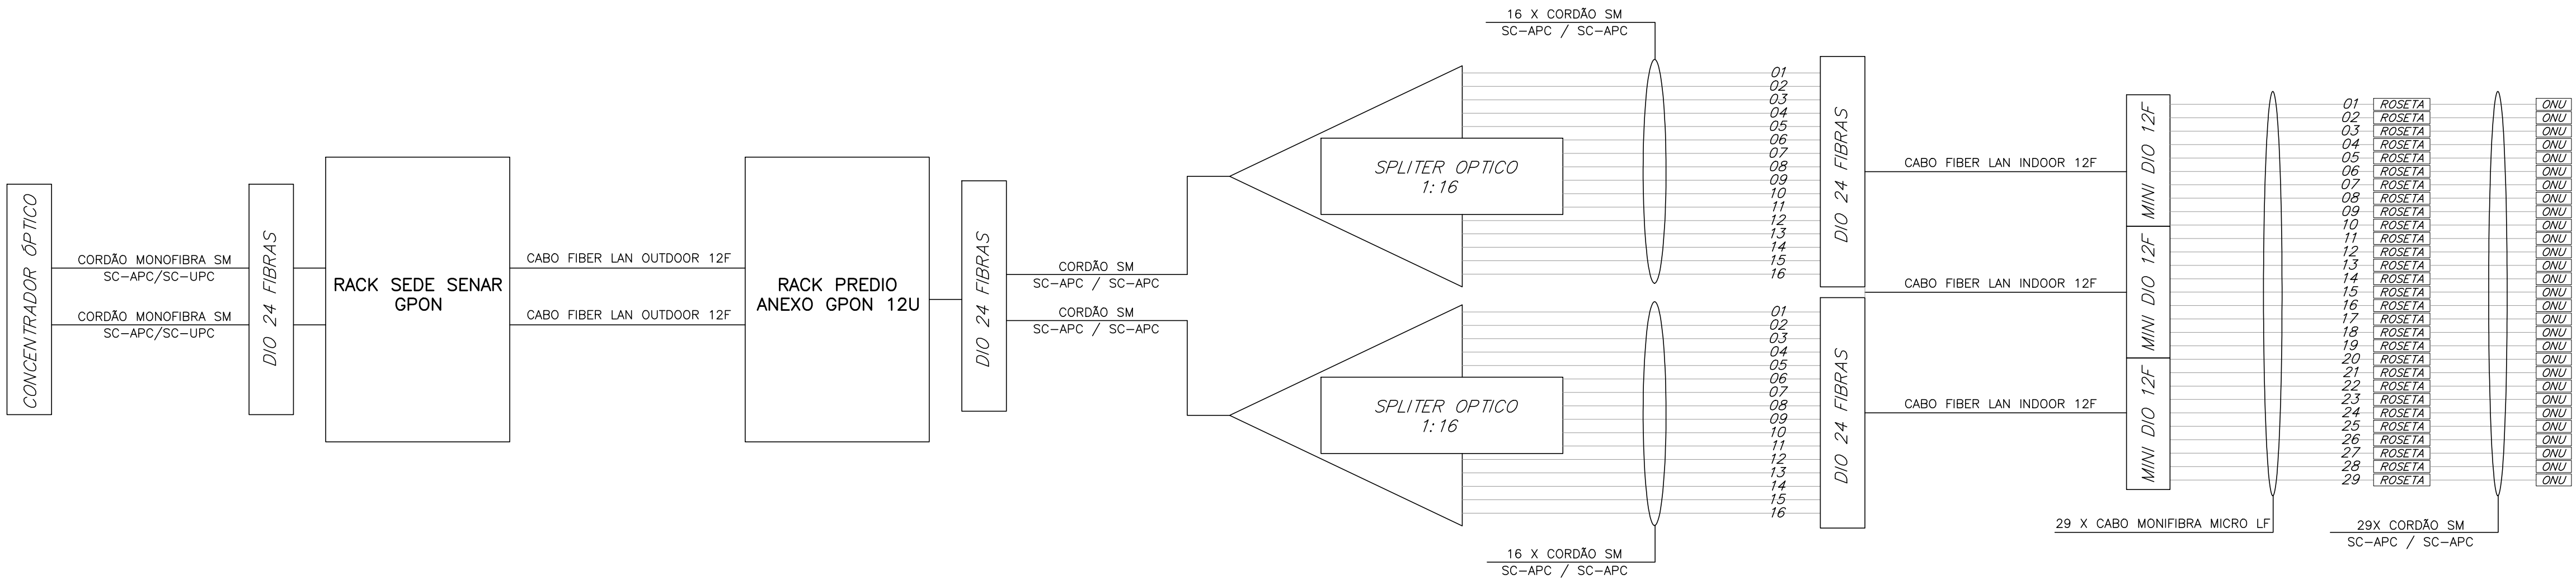 CONCENTRADOR ÓPTICO
CORDÃO MONOFIBRA SM
SC-APC/SC-UPC
CORDÃO MONOFIBRA SM
SC-APC/SC-UPC
DIO 24 FIBRAS
RACK SEDE SENAR
GPON
CABO FIBER LAN OUTDOOR 12F
CABO FIBER LAN OUTDOOR 12F
RACK PREDIO
ANEXO GPON 12U
DIO 24 FIBRAS
CORDÃO SM
SC-APC / SC-APC
CORDÃO SM
SC-APC / SC-APC
16 X CORDÃO SM
SC-APC / SC-APC
SPLITER OPTICO
1:16
01
02
03
04
05
06
07
08
09
10
11
12
13
14
15
16
DIO 24 FIBRAS
SPLITER OPTICO
1:16
01
02
03
04
05
06
07
08
09
10
11
12
13
14
15
16
16 X CORDÃO SM
SC-APC / SC-APC
DIO 24 FIBRAS
CABO FIBER LAN INDOOR 12F
CABO FIBER LAN INDOOR 12F
CABO FIBER LAN INDOOR 12F
MINI DIO 12F
MINI DIO 12F
MINI DIO 12F
01 ROSETA ONU
02 ROSETA ONU
03 ROSETA ONU
04 ROSETA ONU
05 ROSETA ONU
06 ROSETA ONU
07 ROSETA ONU
08 ROSETA ONU
09 ROSETA ONU
10 ROSETA ONU
11 ROSETA ONU
12 ROSETA ONU
13 ROSETA ONU
14 ROSETA ONU
15 ROSETA ONU
16 ROSETA ONU
17 ROSETA ONU
18 ROSETA ONU
19 ROSETA ONU
20 ROSETA ONU
21 ROSETA ONU
22 ROSETA ONU
23 ROSETA ONU
24 ROSETA ONU
25 ROSETA ONU
26 ROSETA ONU
27 ROSETA ONU
28 ROSETA ONU
29 ROSETA ONU
29 X CABO MONIFIBRA MICRO LF
29X CORDÃO SM
SC-APC / SC-APC